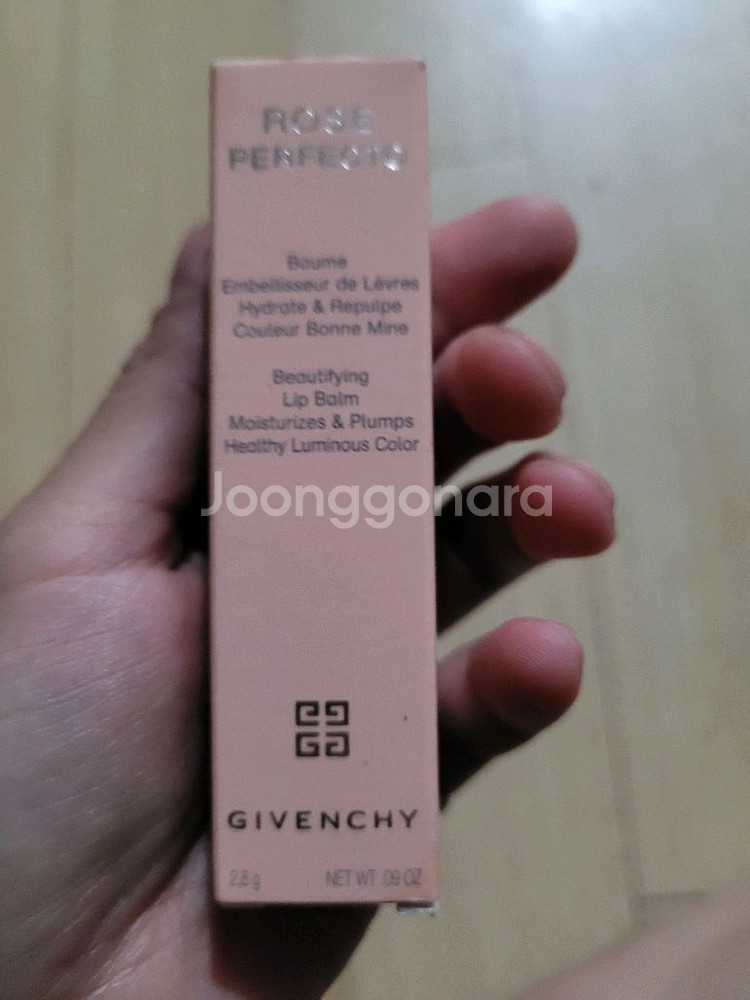 ROSE
PERFECTO
Baume
Embellisseur de Lèvres
Hydrate & Repulpe
Couleur Bonne Mine
Beautifying
Lip Balm
Moisturizes & Plumps
Healthy Luminous Color
Joonggonara
GIVENCHY
2.8 g NET WT .09 OZ